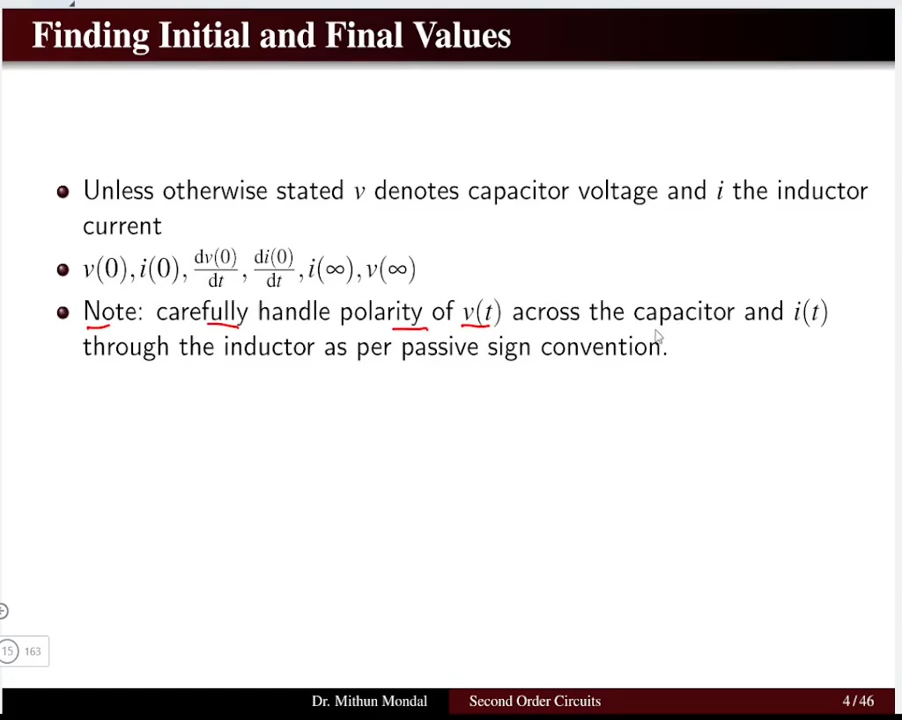 Finding Initial and Final Values
Unless otherwise stated v denotes capacitor voltage and i the inductor
current
v(0), i(0), dv(0)/dt, di(0)/dt, i(∞), v(∞)
Note: carefully handle polarity of v(t) across the capacitor and i(t)
through the inductor as per passive sign convention.
15 163
Dr. Mithun Mondal Second Order Circuits 4/46